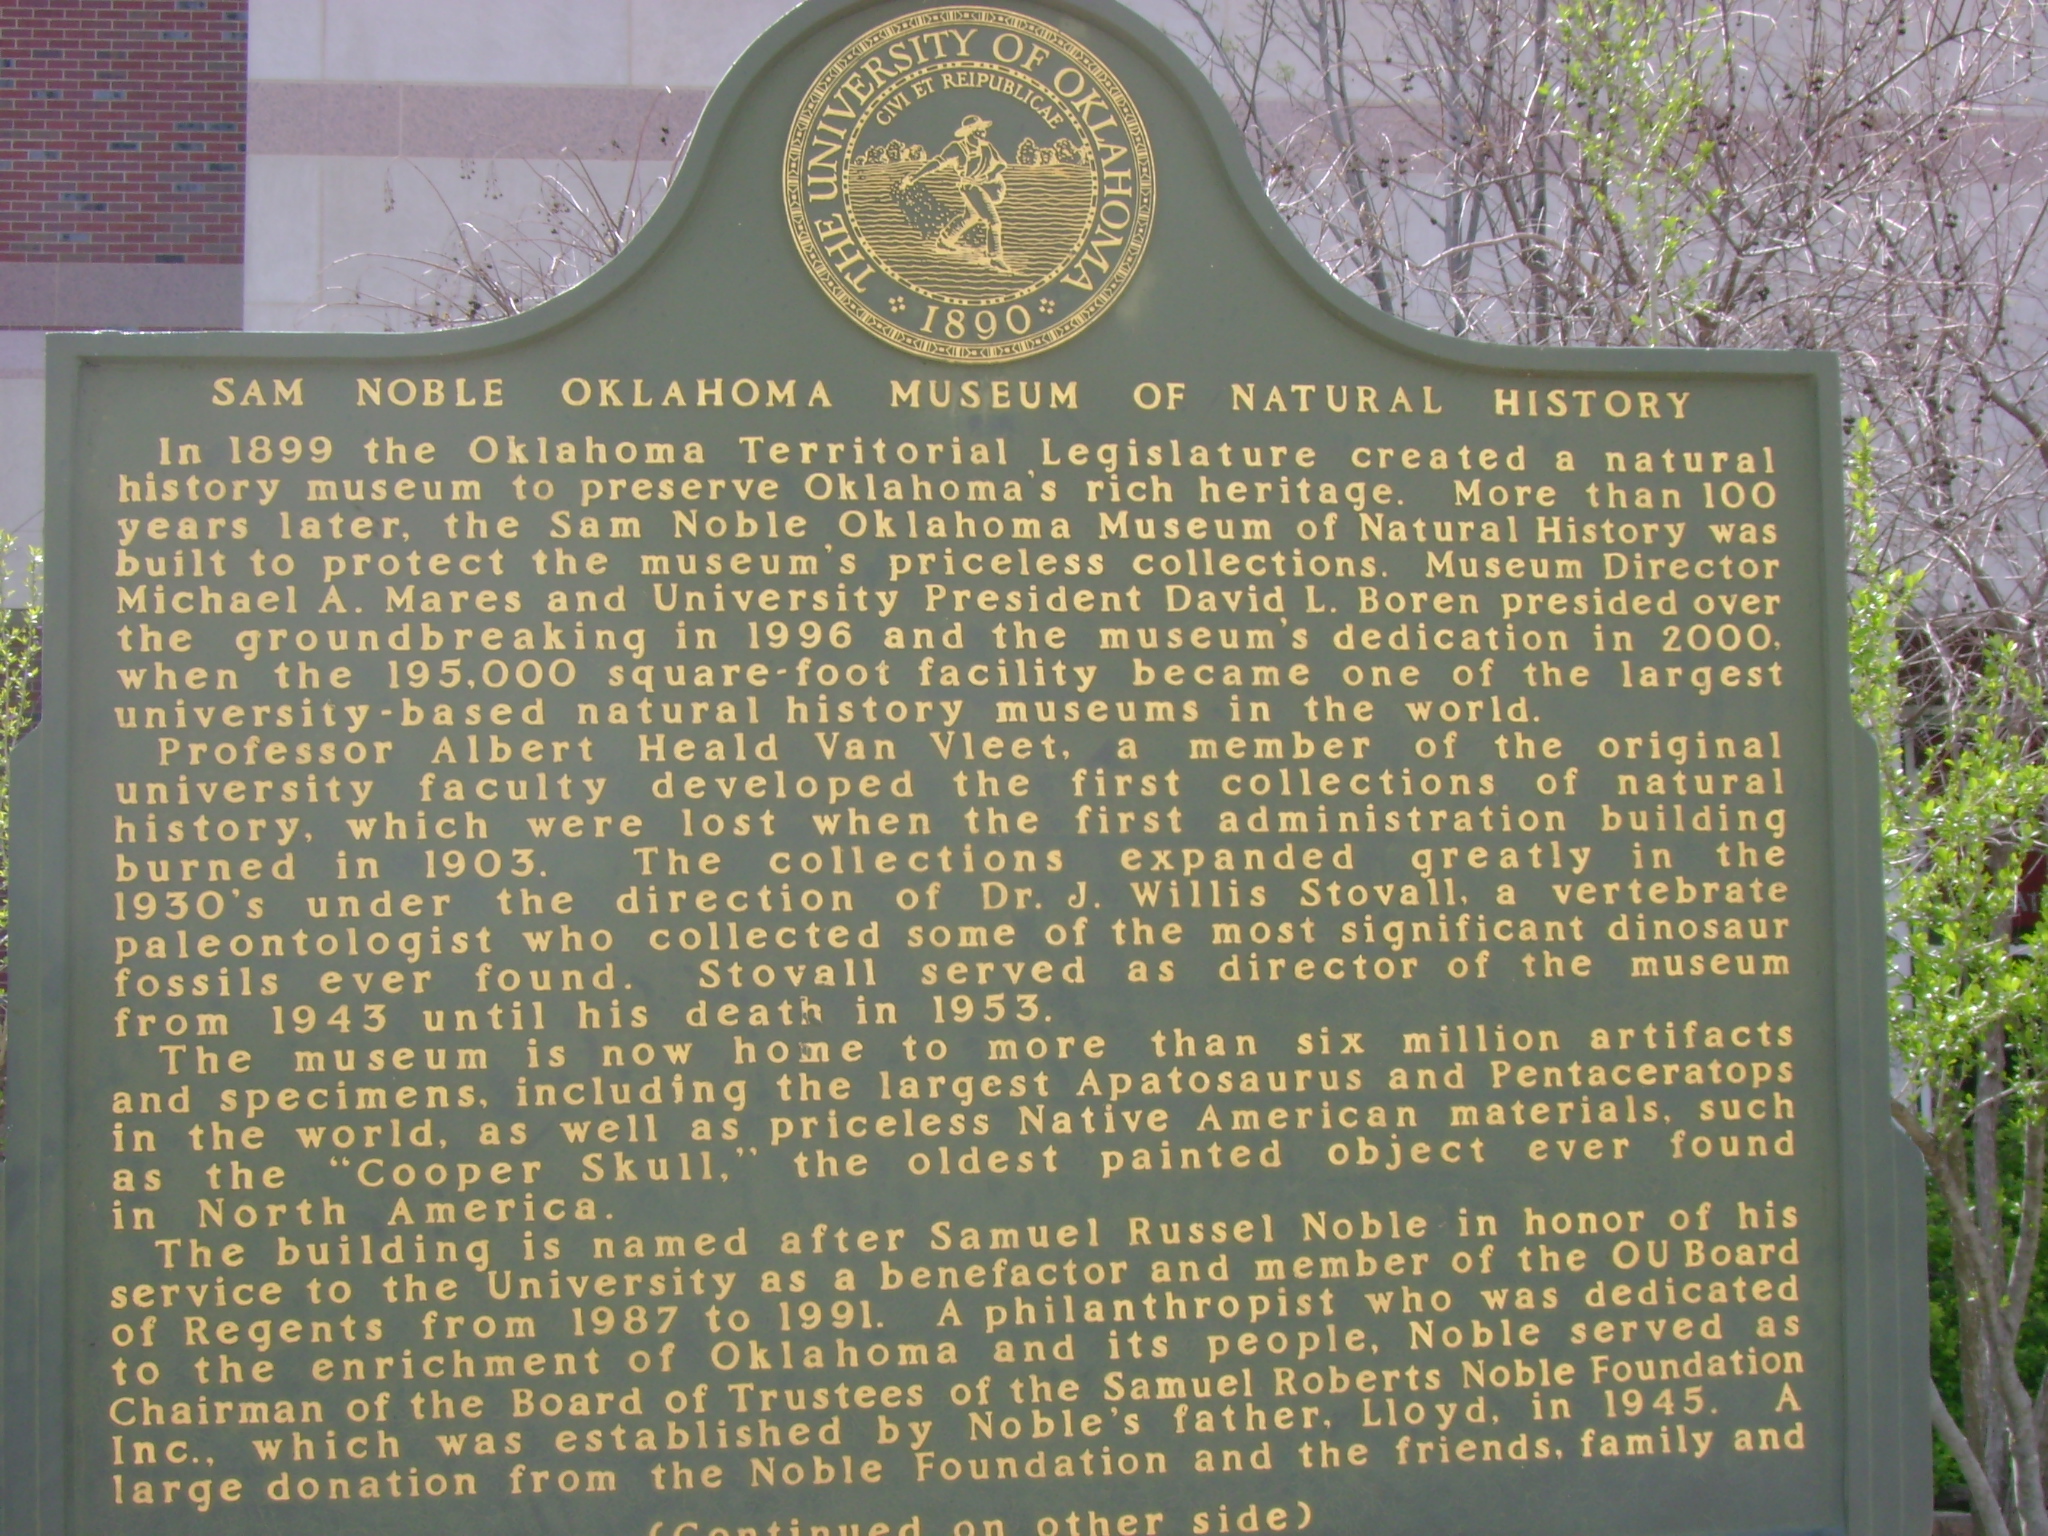 THE UNIVERSITY OF OKLAHOMA
CIVI ET REIPUBLICAE
1890
SAM NOBLE OKLAHOMA MUSEUM OF NATURAL HISTORY
In 1899 the Oklahoma Territorial Legislature created a natural
history museum to preserve Oklahoma's rich heritage. More than 100
years later, the Sam Noble Oklahoma Museum of Natural History was
built to protect the museum's priceless collections. Museum Director
Michael A. Mares and University President David L. Boren presided over
the groundbreaking in 1996 and the museum's dedication in 2000,
when the 195,000 square-foot facility became one of the largest
university-based natural history museums in the world.
Professor Albert Heald Van Vleet, a member of the original
university faculty developed the first collections of natural
history, which were lost when the first administration building
burned in 1903. The collections expanded greatly in the
1930's under the direction of Dr. J. Willis Stovall, a vertebrate
paleontologist who collected some of the most significant dinosaur
fossils ever found. Stovall served as director of the museum
from 1943 until his death in 1953.
The museum is now home to more than six million artifacts
and specimens, including the largest Apatosaurus and Pentaceratops
in the world, as well as priceless Native American materials, such
as the "Cooper Skull," the oldest painted object ever found
in North America.
The building is named after Samuel Russel Noble in honor of his
service to the University as a benefactor and member of the OU Board
of Regents from 1987 to 1991. A philanthropist who was dedicated
to the enrichment of Oklahoma and its people, Noble served as
Chairman of the Board of Trustees of the Samuel Roberts Noble Foundation
Inc., which was established by Noble's father, Lloyd, in 1945. A
large donation from the Noble Foundation and the friends, family and
(Continued on other side)